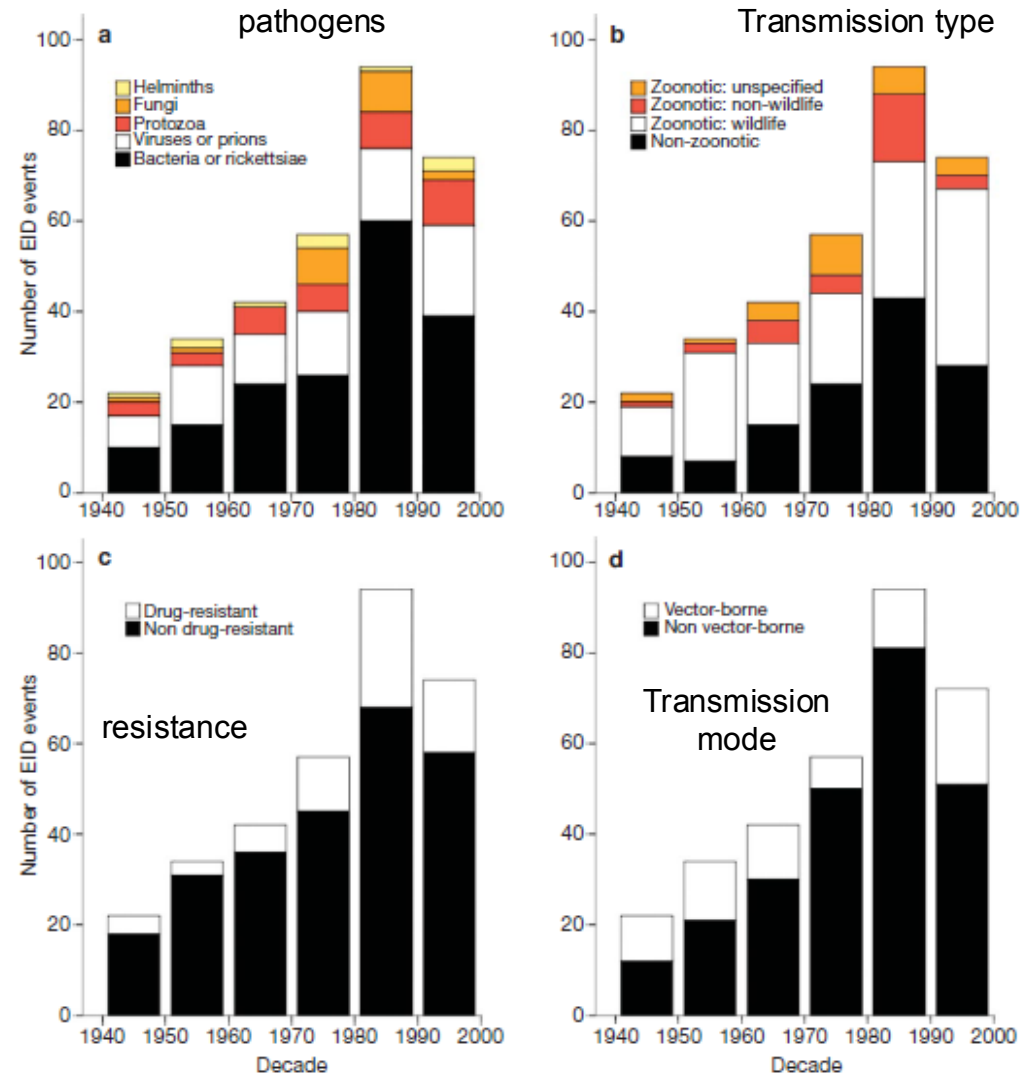 pathogens
a
Helminths
Fungi
Protozoa
Viruses or prions
Bacteria or rickettsiae
Number of EID events
100
80
60
40
20
0
1940 1950 1960 1970 1980 1990 2000
Transmission type
b
Zoonotic: unspecified
Zoonotic: non-wildlife
Zoonotic: wildlife
Non-zoonotic
100
80
60
40
20
0
1940 1950 1960 1970 1980 1990 2000
c
Drug-resistant
Non drug-resistant
resistance
Number of EID events
100
80
60
40
20
0
1940 1950 1960 1970 1980 1990 2000
Decade
d
Vector-borne
Non vector-borne
Transmission
mode
100
80
60
40
20
0
1940 1950 1960 1970 1980 1990 2000
Decade